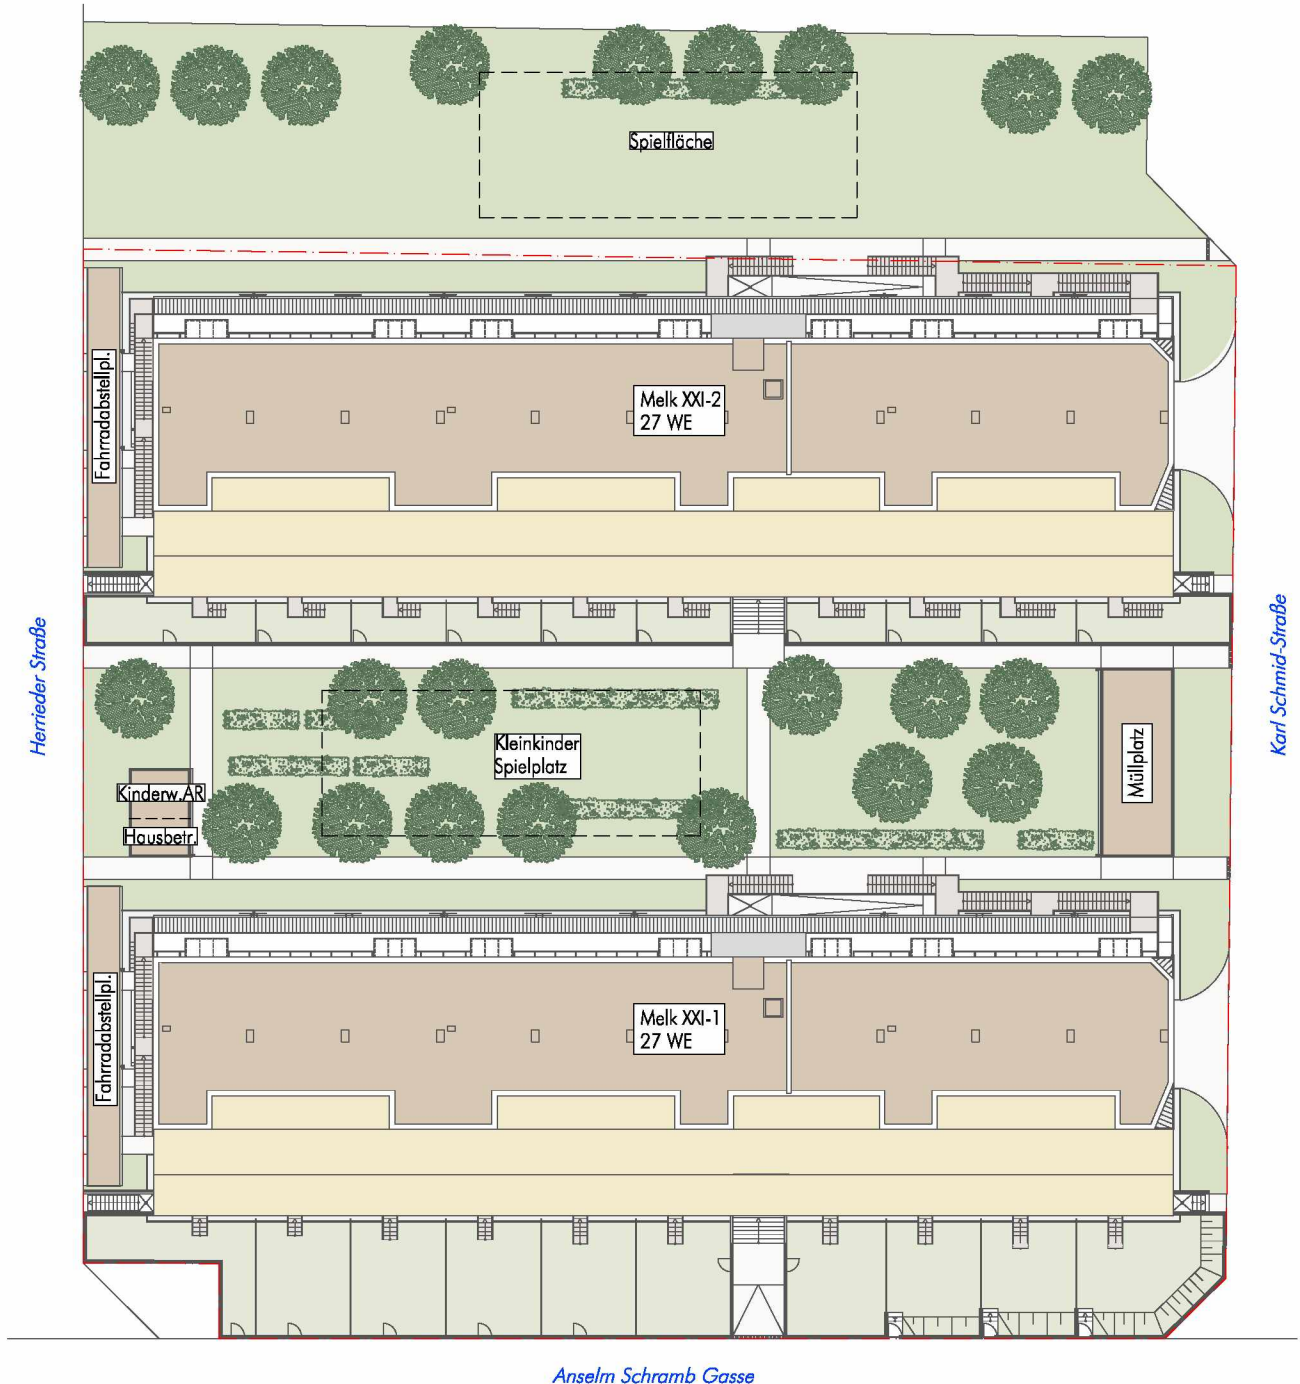 Spielfläche
Fahrradabstellpl.
Melk XXI-2
27 WE
Herrieder Straße
Karl Schmid-Straße
Kleinkinder
Spielplatz
Müllplatz
Kinderw.AR
Hausbetr.
Fahrradabstellpl.
Melk XXI-1
27 WE
Anselm Schramb Gasse